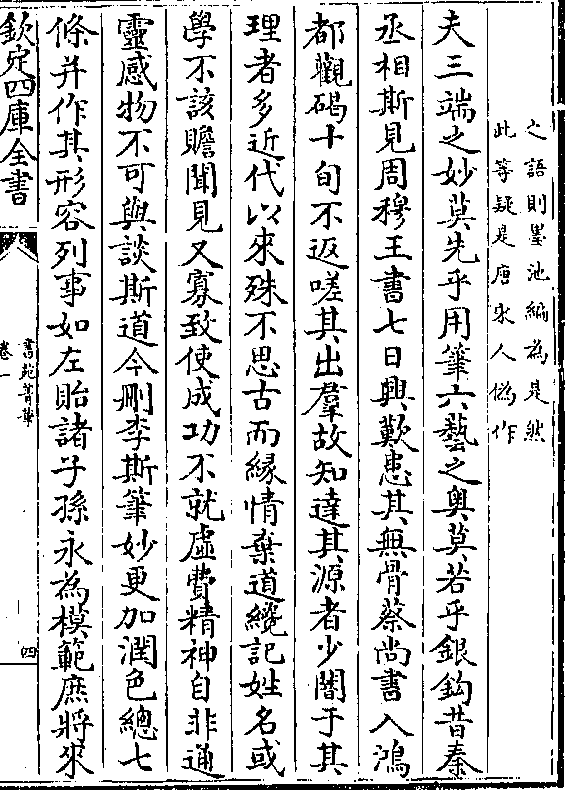 之語則墨池編為是然
此等疑是唐宋人偽作
夫三端之妙莫先乎用筆六藝之奧莫若乎銀鈎昔秦
丞相斯見周穆王書七日興歎患其無骨蔡尚書入鴻
都觀碣十旬不返嗟其出羣故知達其源者少闇于其
理者多近代以來殊不思古而緣情棄道纔記姓名或
學不該贍聞見又寡致使成功不就虛費精神自非通
靈感物不可與談斯道今刪李斯筆妙更加潤色總七
條并作其形容列事如左貽諸子孫永為模範庶將來
欽定四庫全書
書苑菁華
卷一
四